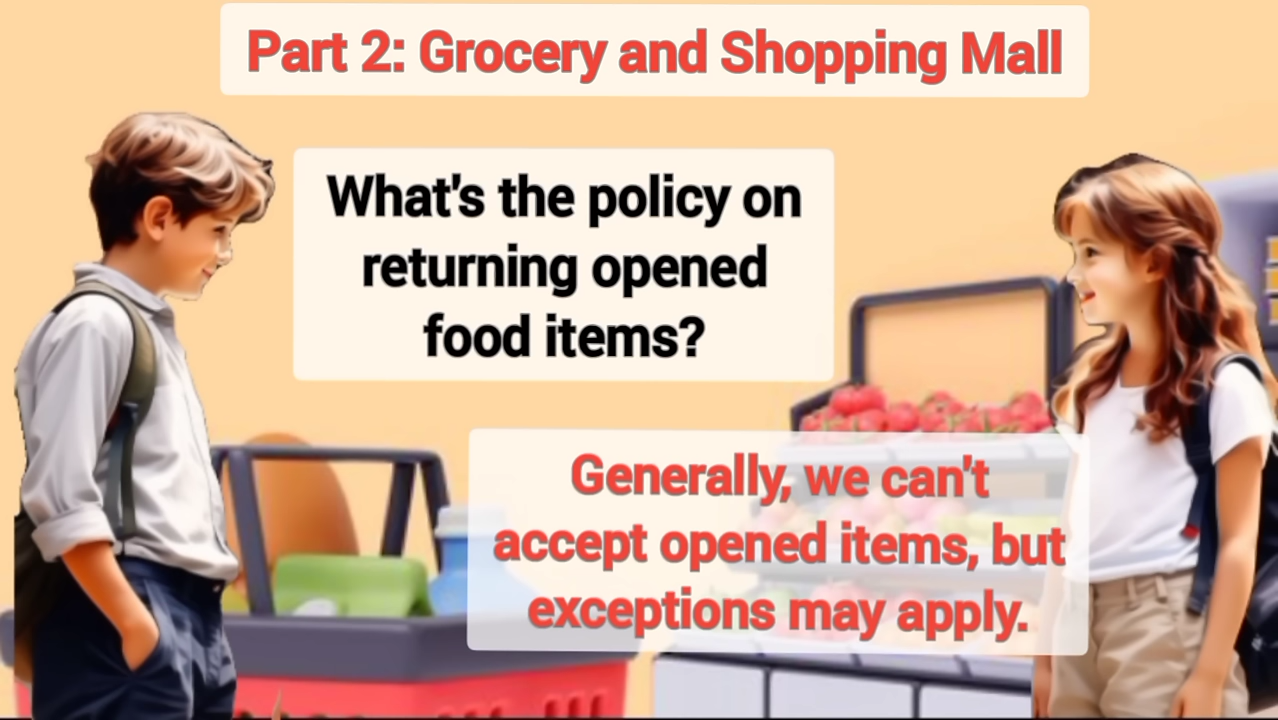 Part 2: Grocery and Shopping Mall
What's the policy on
returning opened
food items?
Generally, we can't
accept opened items, but
exceptions may apply.